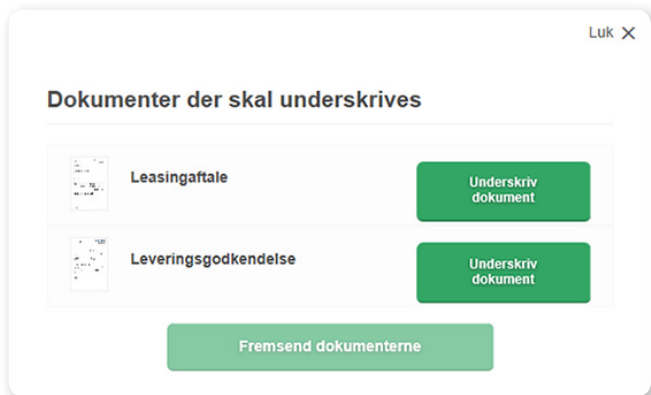 Luk
Dokumenter der skal underskrives
Leasingaftale
Underskriv
dokument
Leveringsgodkendelse
Underskriv
dokument
Fremsend dokumenterne